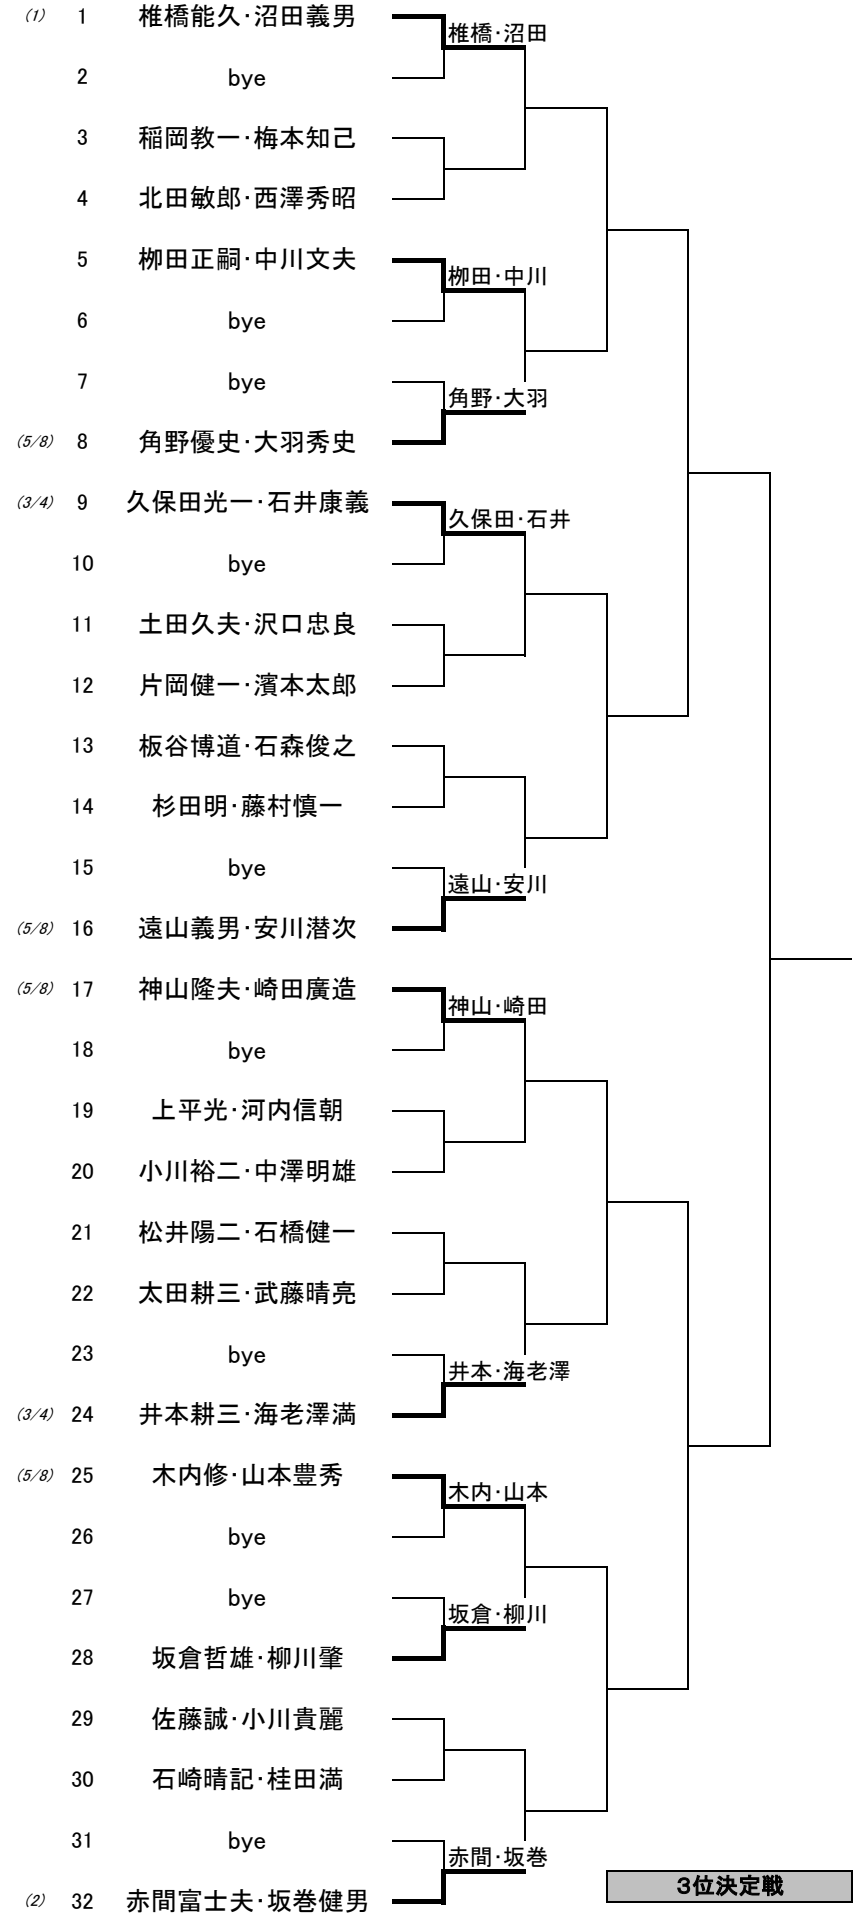 (1) 1 椎橋能久·沼田義男
椎橋·沼田
2 bye
3 稲岡教一·梅本知己
4 北田敏郎·西澤秀昭
5 栁田正嗣·中川文夫
栁田·中川
6 bye
7 bye
角野·大羽
(5/8) 8 角野優史·大羽秀史
(3/4) 9 久保田光一·石井康義
久保田·石井
10 bye
11 土田久夫·沢口忠良
12 片岡健一·濱本太郎
13 板谷博道·石森俊之
14 杉田明·藤村慎一
15 bye
遠山·安川
(5/8) 16 遠山義男·安川潜次
(5/8) 17 神山隆夫·崎田廣造
神山·崎田
18 bye
19 上平光·河内信朝
20 小川裕二·中澤明雄
21 松井陽二·石橋健一
22 太田耕三·武藤晴亮
23 bye
井本·海老澤
(3/4) 24 井本耕三·海老澤満
(5/8) 25 木内修·山本豊秀
木内·山本
26 bye
27 bye
坂倉·柳川
28 坂倉哲雄·柳川肇
29 佐藤誠·小川貴麗
30 石崎晴記·桂田満
31 bye
赤間·坂巻
(2) 32 赤間富士夫·坂巻健男
3位決定戦